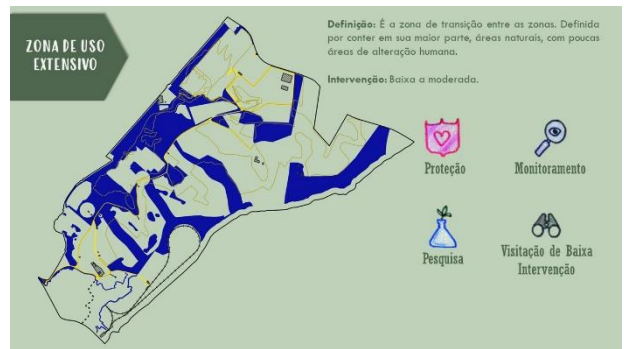 ZONA DE USO
EXTENSIVO
Definição: É a zona de transição entre as zonas. Definida
por conter em sua maior parte, áreas naturais, com poucas
áreas de alteração humana.
Intervenção: Baixa a moderada.
Proteção
Monitoramento
Pesquisa
Visitação de Baixa
Intervenção